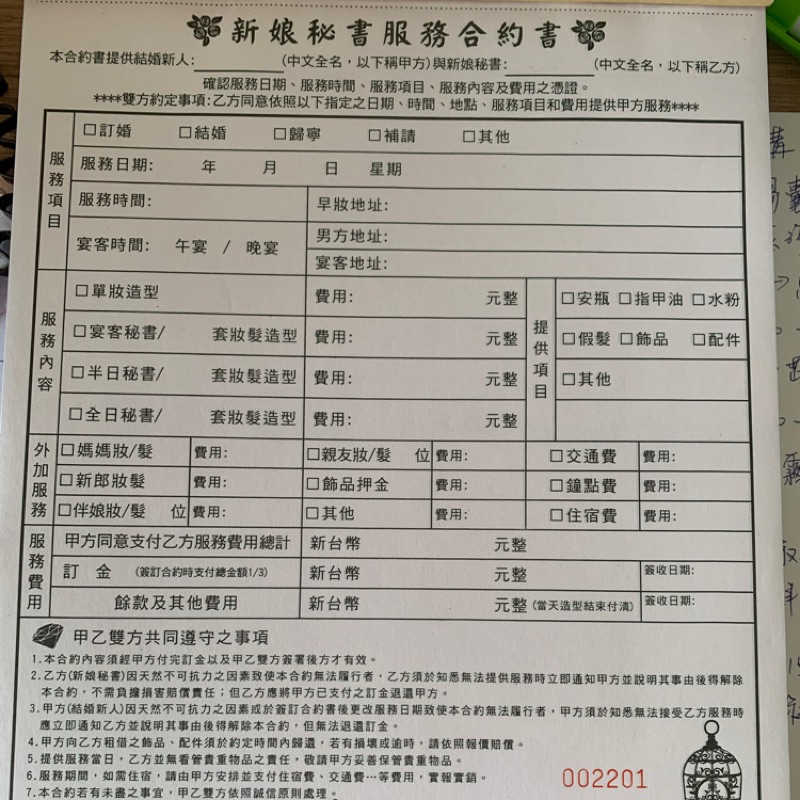 新娘秘書服務合約書
本合約書提供結婚新人:＿＿＿＿＿(中文全名，以下稱甲方)與新娘秘書:＿＿＿＿＿(中文全名，以下稱乙方)
確認服務日期、服務時間、服務項目、服務內容及費用之憑證。
****雙方約定事項:乙方同意依照以下指定之日期、時間、地點、服務項目和費用提供甲方服務****
服務項目
□訂婚 □結婚 □歸寧 □補請 □其他
服務日期: 年 月 日 星期
服務時間: 早妝地址:
宴客時間: 午宴 / 晚宴 男方地址:
宴客地址:
服務內容
□單妝造型 費用: 元整
□宴客秘書/ 套妝髮造型 費用: 元整
□半日秘書/ 套妝髮造型 費用: 元整
□全日秘書/ 套妝髮造型 費用: 元整
提供項目
□安瓶 □指甲油 □水粉
□假髮 □飾品 □配件
□其他
外加服務
□媽媽妝/髮 費用: □親友妝/髮 位 費用: □交通費 費用:
□新郎妝髮 費用: □飾品押金 費用: □鐘點費 費用:
□伴娘妝/髮 位 費用: □其他 費用: □住宿費 費用:
服務費用
甲方同意支付乙方服務費用總計 新台幣 元整
訂 金 (簽訂合約時支付總金額1/3) 新台幣 元整 簽收日期:
餘款及其他費用 新台幣 元整(當天造型結束付清) 簽收日期:
甲乙雙方共同遵守之事項
1.本合約內容須經甲方付完訂金以及甲乙雙方簽署後方才有效。
2.乙方(新娘秘書)因天然不可抗力之因素致使本合約無法履行者，乙方須於知悉無法提供服務時立即通知甲方並說明其事由後得解除
本合約，不需負擔損害賠償責任；但乙方應將甲方已支付之訂金退還甲方。
3.甲方(結婚新人)因天然不可抗力之因素或於簽訂合約書後更改服務日期致使本合約無法履行者，甲方須於知悉無法接受乙方服務時
應立即通知乙方並說明其事由後得解除本合約，但無法退還訂金。
4.甲方向乙方租借之飾品、配件須於約定時間內歸還，若有損壞或逾時，請依照報價賠償。
5.提供服務當日，乙方並無看管貴重物品之責任，敬請甲方妥善保管貴重物品。
6.服務期間，如需住宿，請由甲方安排並支付住宿費、交通費…等費用，實報實銷。
7.本合約若有未盡之事宜，甲乙雙方依照誠信原則處理。
002201